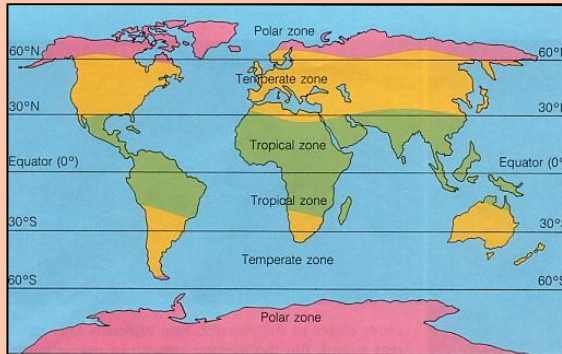 Polar zone
60°N
60°N
Temperate zone
30°N
30°N
Tropical zone
Equator (0°)
Equator (0°)
Tropical zone
30°S
30°S
Temperate zone
60°S
60°S
Polar zone